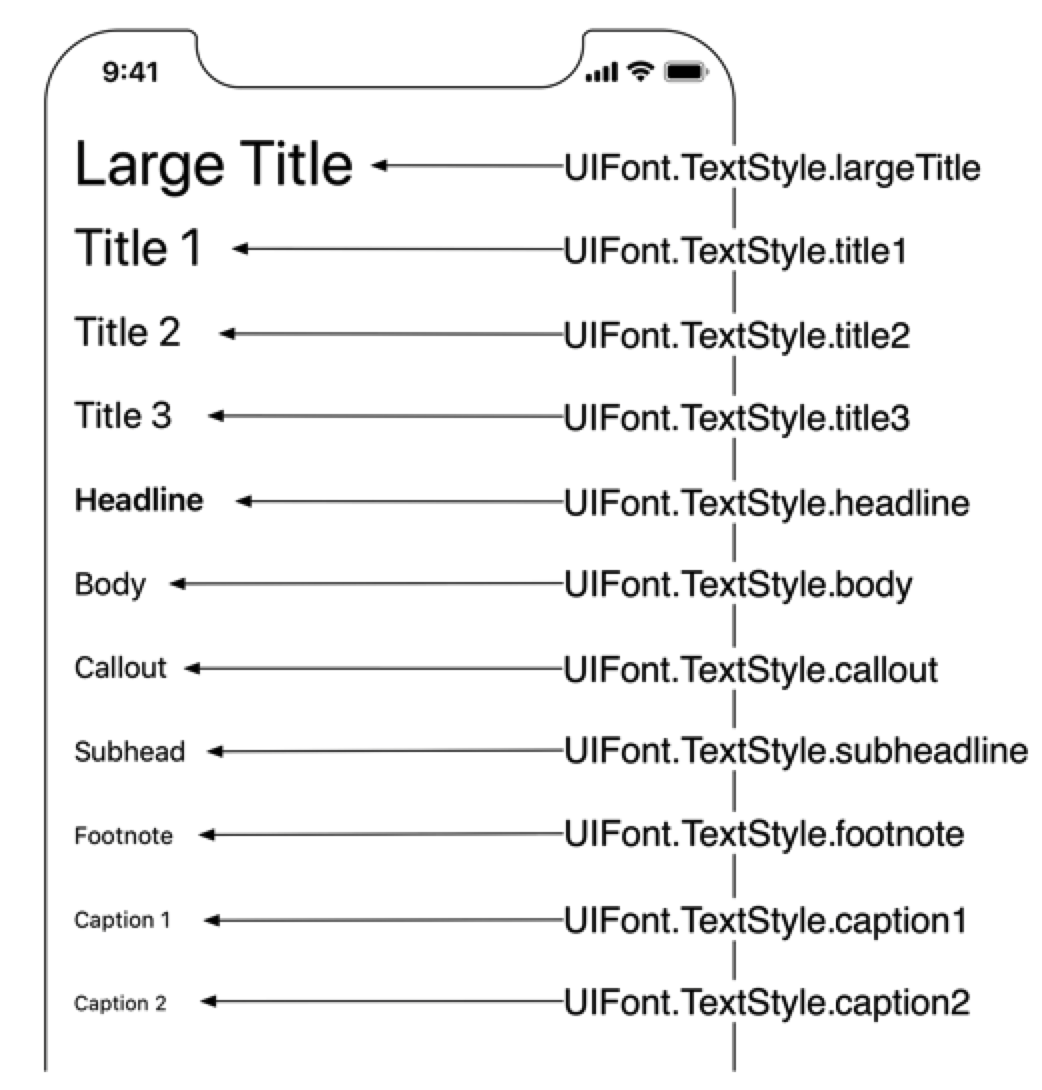 9:41
Large Title UIFont.TextStyle.largeTitle
Title 1 UIFont.TextStyle.title1
Title 2 UIFont.TextStyle.title2
Title 3 UIFont.TextStyle.title3
Headline UIFont.TextStyle.headline
Body UIFont.TextStyle.body
Callout UIFont.TextStyle.callout
Subhead UIFont.TextStyle.subheadline
Footnote UIFont.TextStyle.footnote
Caption 1 UIFont.TextStyle.caption1
Caption 2 UIFont.TextStyle.caption2